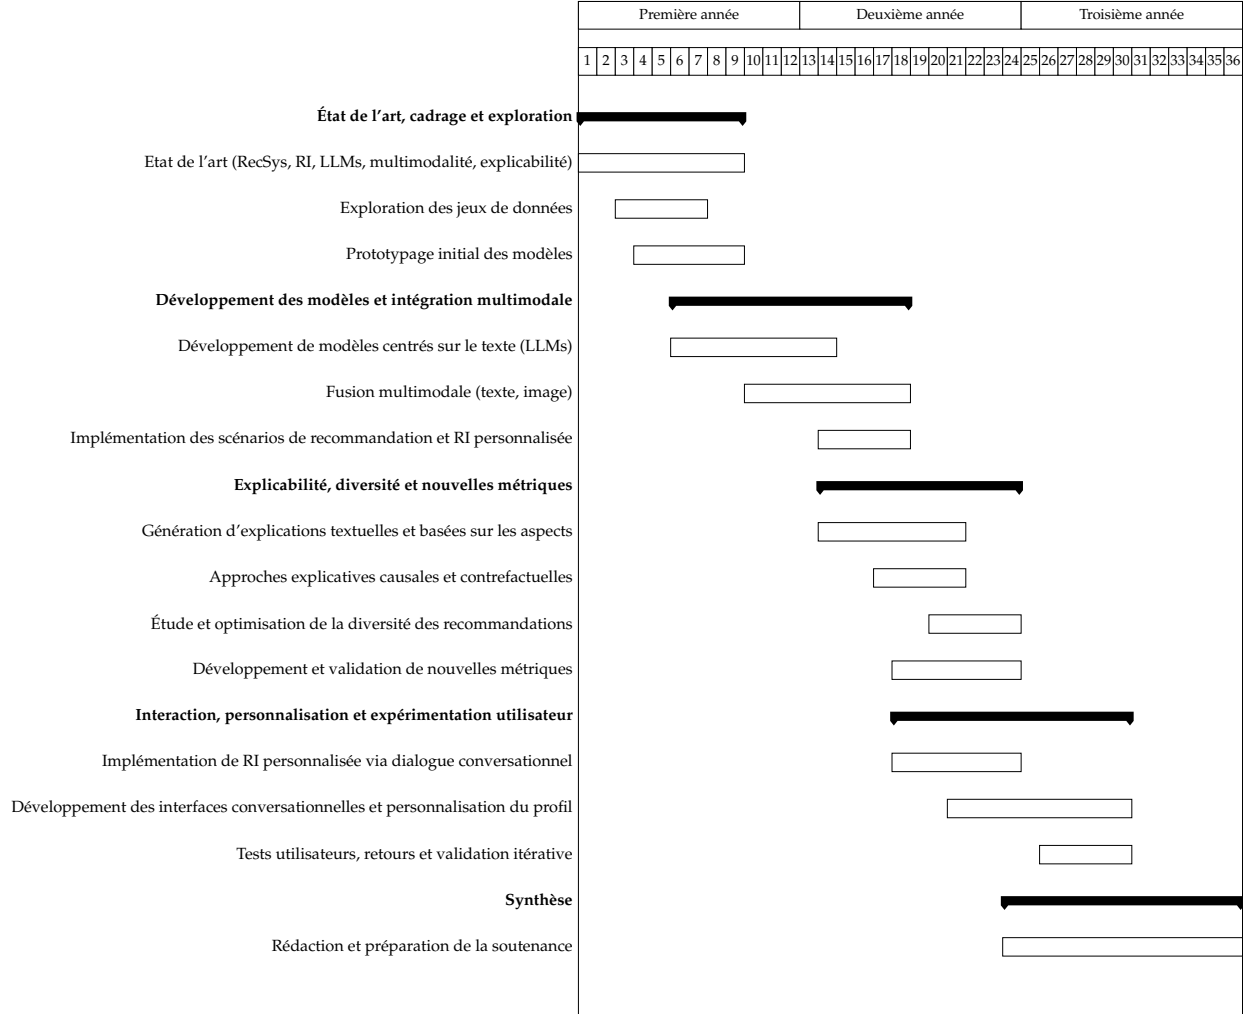 Première année Deuxième année Troisième année
1 2 3 4 5 6 7 8 9 10 11 12 13 14 15 16 17 18 19 20 21 22 23 24 25 26 27 28 29 30 31 32 33 34 35 36
État de l’art, cadrage et exploration
Etat de l’art (RecSys, RI, LLMs, multimodalité, explicabilité)
Exploration des jeux de données
Prototypage initial des modèles
Développement des modèles et intégration multimodale
Développement de modèles centrés sur le texte (LLMs)
Fusion multimodale (texte, image)
Implémentation des scénarios de recommandation et RI personnalisée
Explicabilité, diversité et nouvelles métriques
Génération d’explications textuelles et basées sur les aspects
Approches explicatives causales et contrefactuelles
Étude et optimisation de la diversité des recommandations
Développement et validation de nouvelles métriques
Interaction, personnalisation et expérimentation utilisateur
Implémentation de RI personnalisée via dialogue conversationnel
Développement des interfaces conversationnelles et personnalisation du profil
Tests utilisateurs, retours et validation itérative
Synthèse
Rédaction et préparation de la soutenance